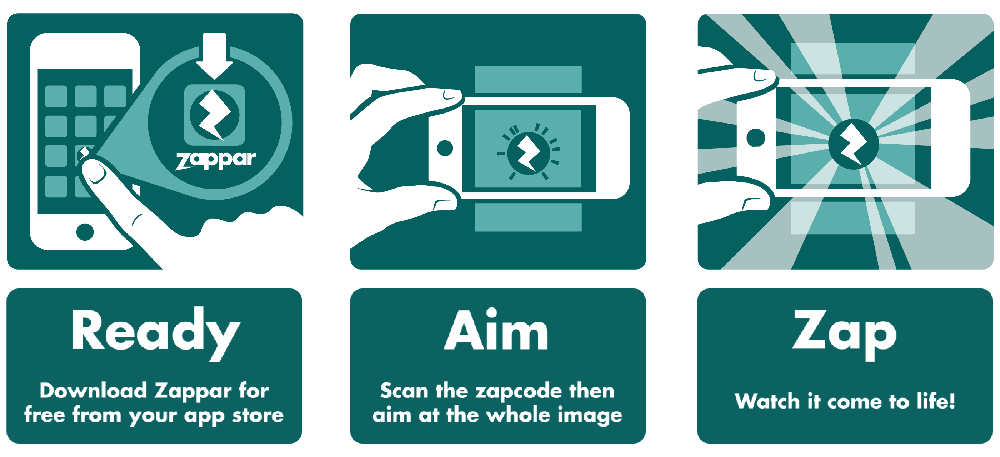 zappar
Ready
Download Zappar for
free from your app store
Aim
Scan the zapcode then
aim at the whole image
Zap
Watch it come to life!